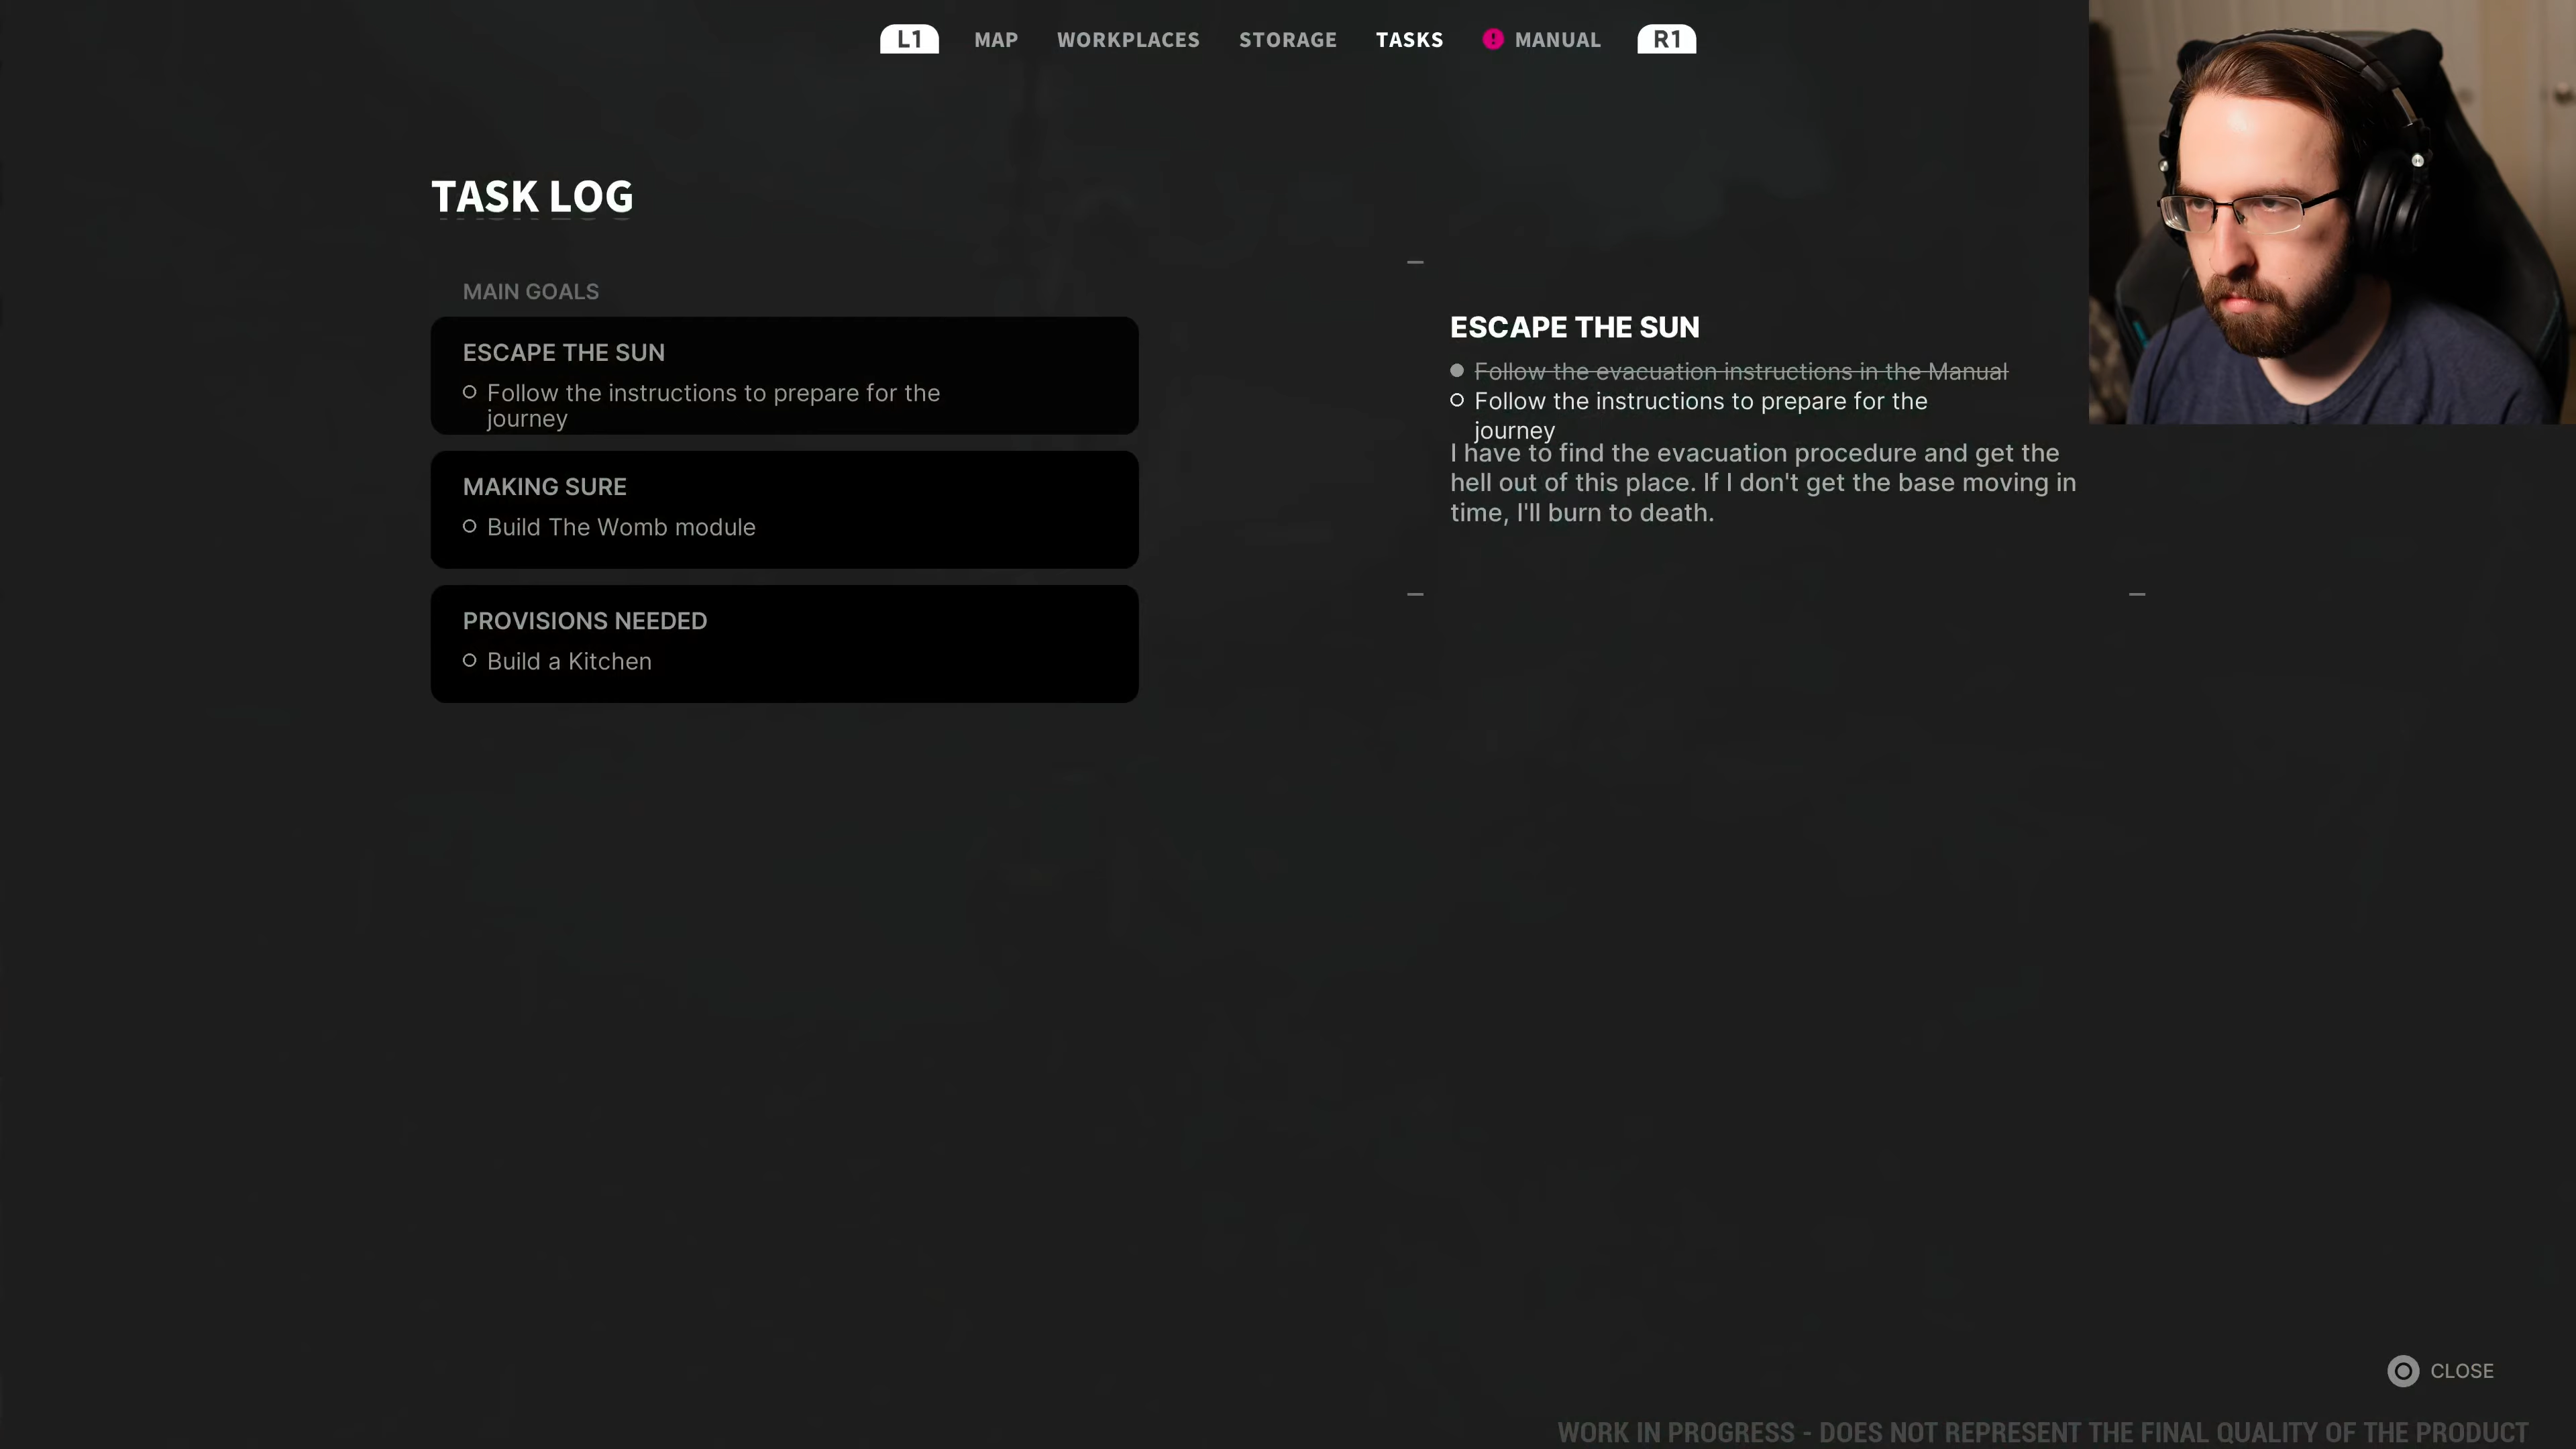 L1 MAP WORKPLACES STORAGE TASKS ! MANUAL R1
TASK LOG
MAIN GOALS
ESCAPE THE SUN
Follow the instructions to prepare for the
journey
MAKING SURE
Build The Womb module
PROVISIONS NEEDED
Build a Kitchen
ESCAPE THE SUN
Follow the evacuation instructions in the Manual
Follow the instructions to prepare for the
journey
I have to find the evacuation procedure and get the
hell out of this place. If I don't get the base moving in
time, I'll burn to death.
CLOSE
WORK IN PROGRESS - DOES NOT REPRESENT THE FINAL QUALITY OF THE PRODUCT